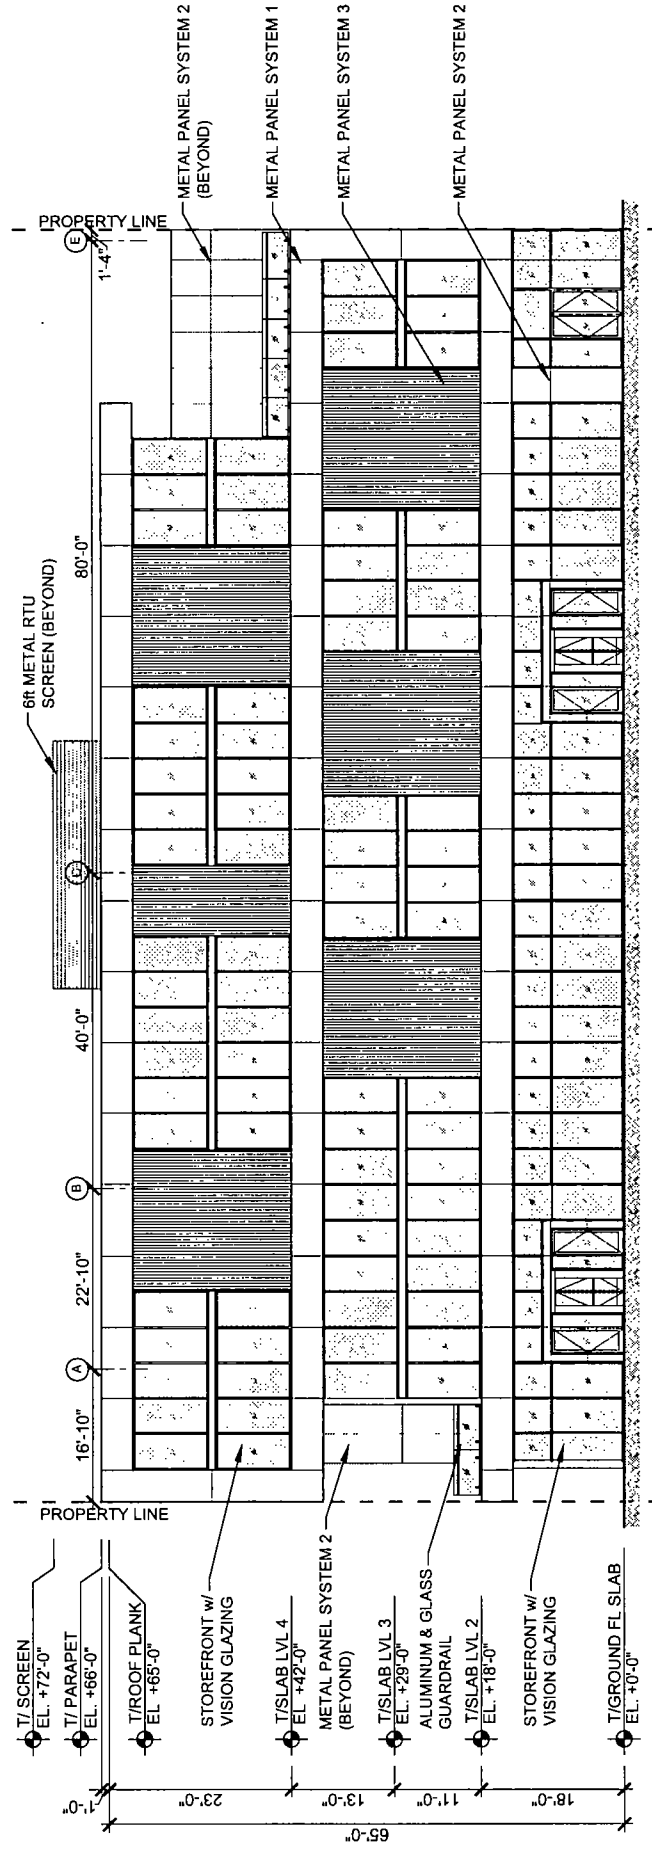 T/ SCREEN
EL. +72'-0"
T/ PARAPET
EL. +66'-0"
T/ROOF PLANK
EL +65'-0"
STOREFRONT w/
VISION GLAZING
T/SLAB LVL 4
EL. +42'-0"
METAL PANEL SYSTEM 2
(BEYOND)
T/SLAB LVL 3
EL. +29'-0"
ALUMINUM & GLASS
GUARDRAIL
T/SLAB LVL 2
EL. +18'-0"
STOREFRONT w/
VISION GLAZING
T/GROUND FL SLAB
EL. +0'-0"
1'-0"
23'-0"
13'-0"
11'-0"
18'-0"
65'-0"
PROPERTY LINE
16'-10"
A
22'-10"
B
40'-0"
C
80'-0"
E
1'-4"
PROPERTY LINE
6ft METAL RTU
SCREEN (BEYOND)
METAL PANEL SYSTEM 2
(BEYOND)
METAL PANEL SYSTEM 1
METAL PANEL SYSTEM 3
METAL PANEL SYSTEM 2